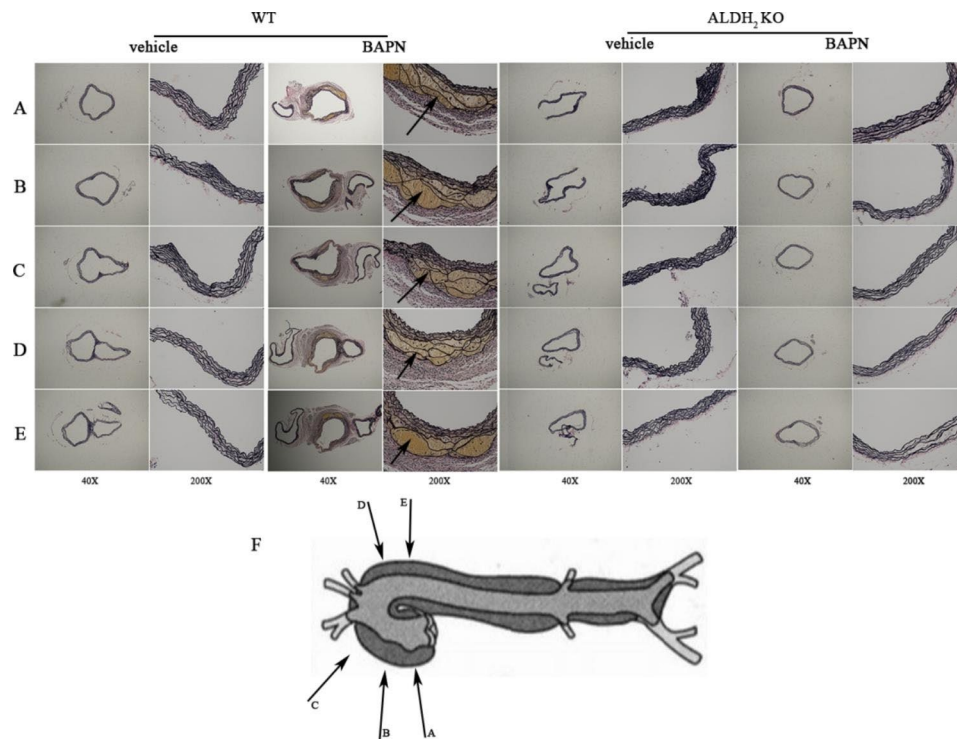 WT ALDH₂ KO
vehicle BAPN vehicle BAPN
A
B
C
D
E
40X 200X 40X 200X 40X 200X 40X 200X
D E
F
C
B A